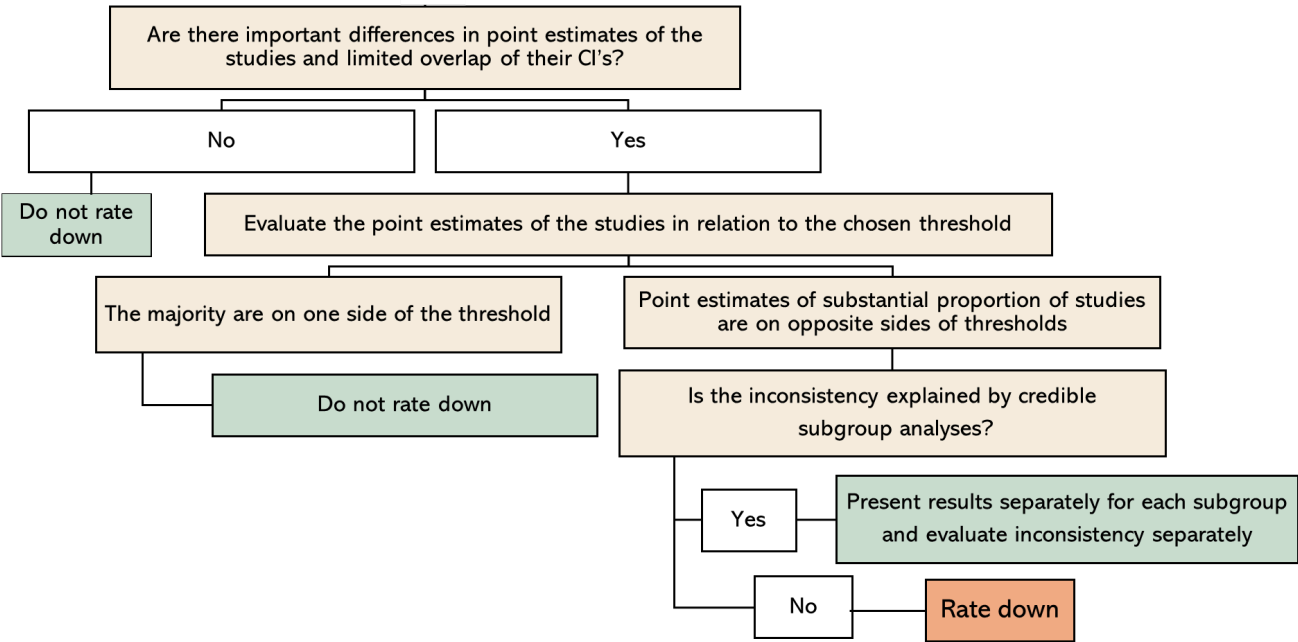 Are there important differences in point estimates of the
studies and limited overlap of their CI's?
No
Yes
Do not rate
down
Evaluate the point estimates of the studies in relation to the chosen threshold
The majority are on one side of the threshold
Point estimates of substantial proportion of studies
are on opposite sides of thresholds
Do not rate down
Is the inconsistency explained by credible
subgroup analyses?
Yes
Present results separately for each subgroup
and evaluate inconsistency separately
No
Rate down